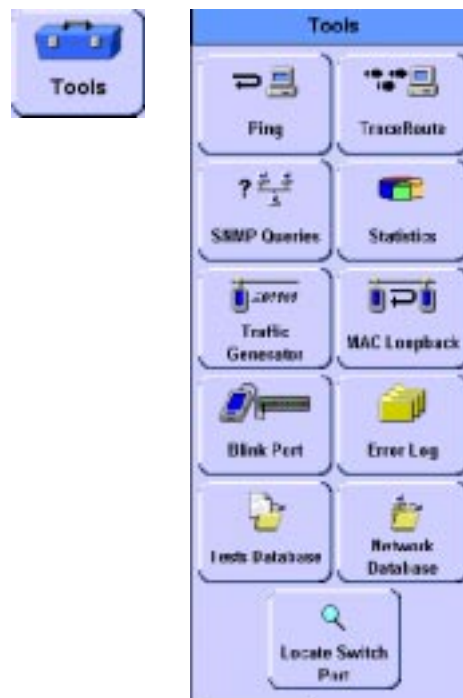 Tools
Tools
Ping
TraceRoute
?
SNMP Queries
Statistics
Traffic
Generator
MAC Loopback
Blink Port
Error Log
Tests Database
Network
Database
Locate Switch
Port